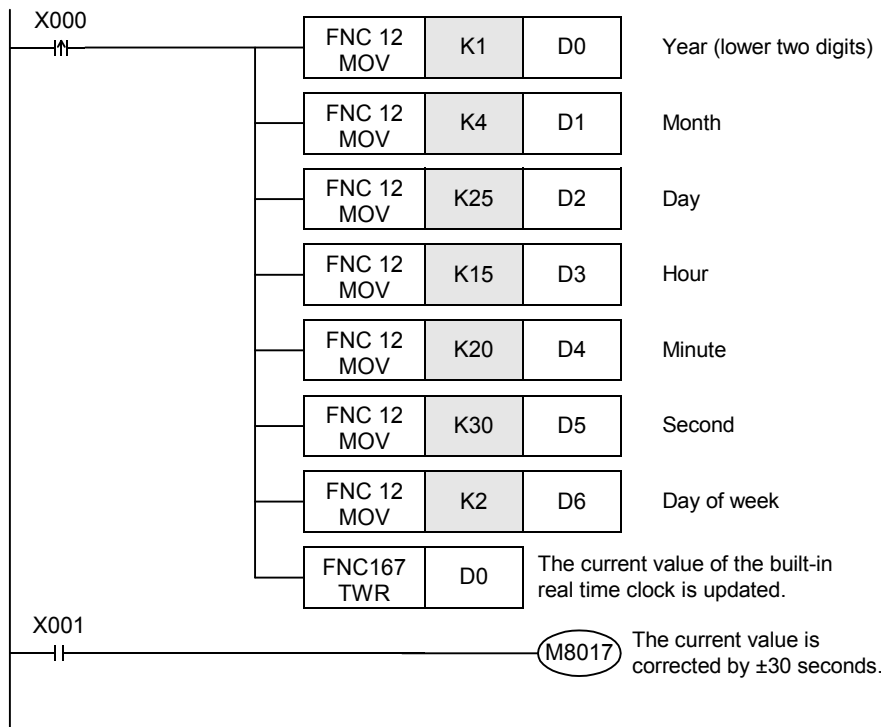 X000
FNC 12
MOV
K1
D0
Year (lower two digits)
FNC 12
MOV
K4
D1
Month
FNC 12
MOV
K25
D2
Day
FNC 12
MOV
K15
D3
Hour
FNC 12
MOV
K20
D4
Minute
FNC 12
MOV
K30
D5
Second
FNC 12
MOV
K2
D6
Day of week
FNC167
TWR
D0
The current value of the built-in
real time clock is updated.
X001
M8017
The current value is
corrected by ±30 seconds.